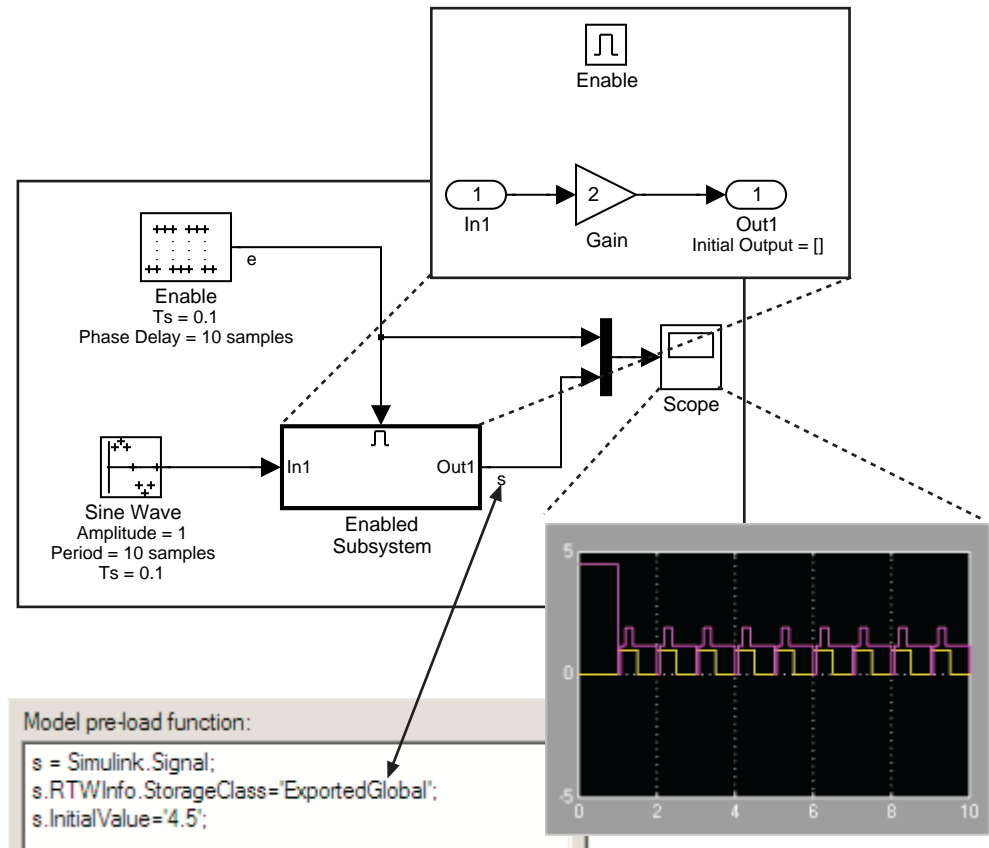 Enable
1
2
1
In1
Gain
Out1
Initial Output = []
e
Enable
Ts = 0.1
Phase Delay = 10 samples
Scope
In1
Out1
s
Sine Wave
Amplitude = 1
Period = 10 samples
Ts = 0.1
Enabled
Subsystem
5
0
-5
0 2 4 6 8 10
Model pre-load function:
s = Simulink.Signal;
s.RTWInfo.StorageClass='ExportedGlobal';
s.InitialValue='4.5';